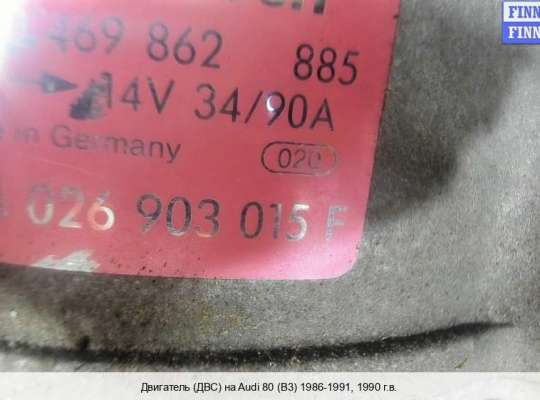 FINN
FINN
469 862 885
14V 34/90A
in Germany
020
026 903 015 F
Двигатель (ДВС) на Audi 80 (B3) 1986-1991, 1990 г.в.